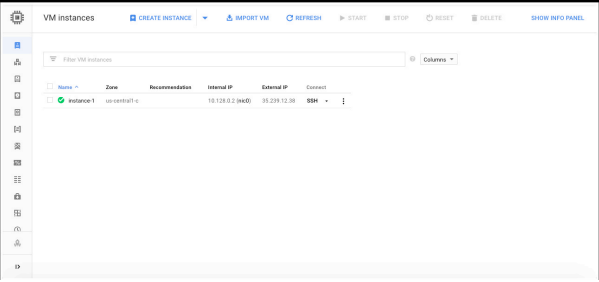 VM instances CREATE INSTANCE IMPORT VM REFRESH START STOP RESET DELETE SHOW INFO PANEL
Filter VM instances Columns
Name Zone Recommendation Internal IP External IP Connect
instance-1 us-central1-c 10.128.0.2 (nic0) 35.239.12.38 SSH